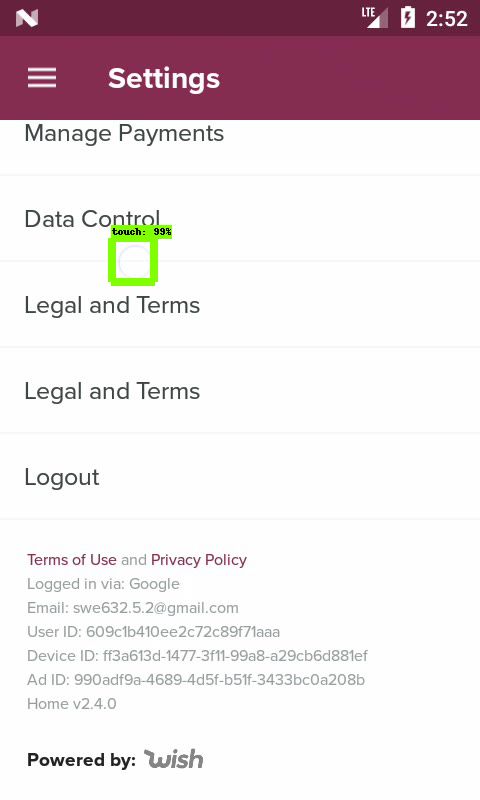 LTE 2:52
Settings
Manage Payments
Data Control
touch: 99%
Legal and Terms
Legal and Terms
Logout
Terms of Use and Privacy Policy
Logged in via: Google
Email: swe632.5.2@gmail.com
User ID: 609c1b410ee2c72c89f71aaa
Device ID: ff3a613d-1477-3f11-99a8-a29cb6d881ef
Ad ID: 990adf9a-4689-4d5f-b51f-3433bc0a208b
Home v2.4.0
Powered by: wish